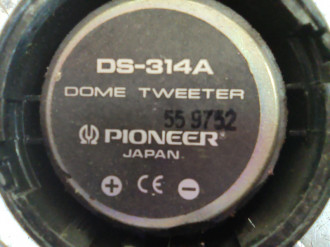 DS-314A
DOME TWEETER
55 9732
PIONEER
JAPAN.
+ CE −